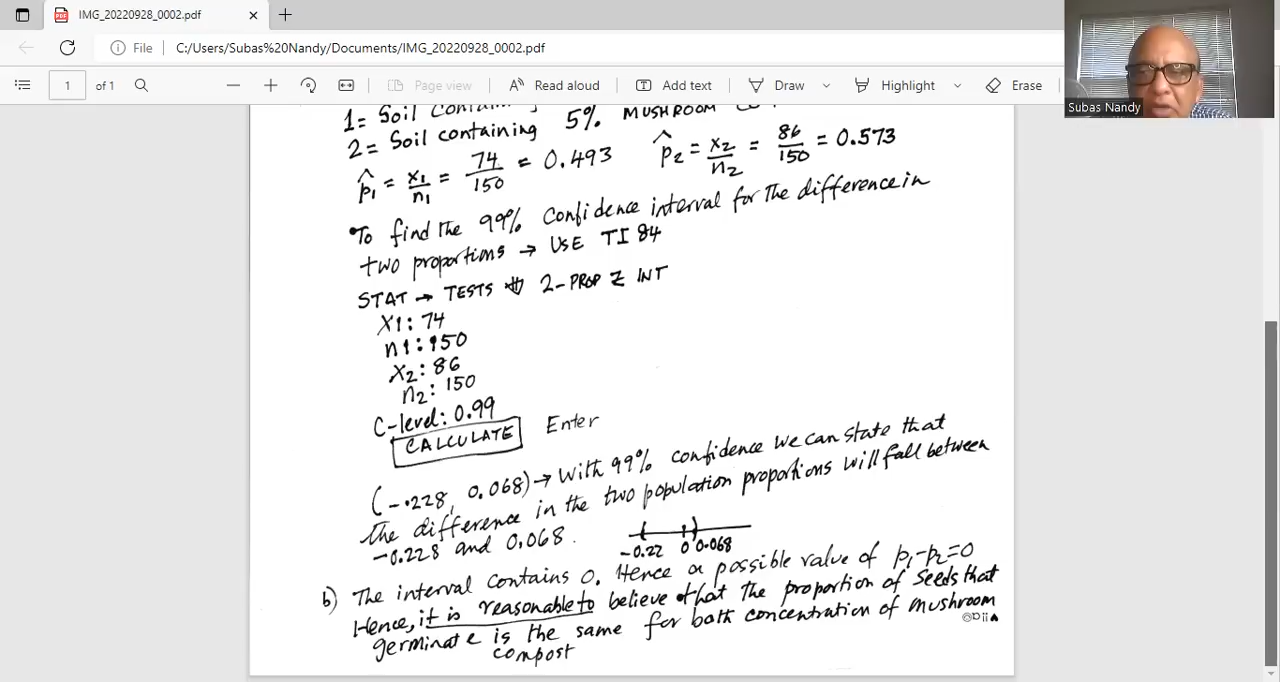 IMG_20220928_0002.pdf
File C:/Users/Subas%20Nandy/Documents/IMG_20220928_0002.pdf
1 of 1 Page view Read aloud Add text Draw Highlight Erase
Subas Nandy
1= Soil
2= Soil containing 5% MUSHROOM
p̂1 = x1/n1 = 74/150 = 0.493 p̂2 = x2/n2 = 86/150 = 0.573
To find the 99% Confidence interval for the difference in
two proportions → USE TI 84
STAT → TESTS 2-PROP Z INT
X1: 74
n1: 150
X2: 86
n2: 150
C-level: 0.99
CALCULATE Enter
(-.228, 0.068) → With 99% confidence we can state that
the difference in the two population proportions will fall between
-0.228 and 0.068.
-0.22 0 0.068
b) The interval contains 0. Hence a possible value of p1-p2=0
Hence, it is reasonable to believe that the proportion of seeds that
germinate is the same for both concentration of mushroom
compost